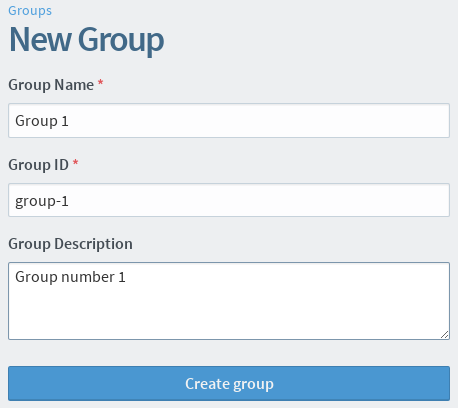 Groups
New Group
Group Name *
Group 1
Group ID *
group-1
Group Description
Group number 1
Create group